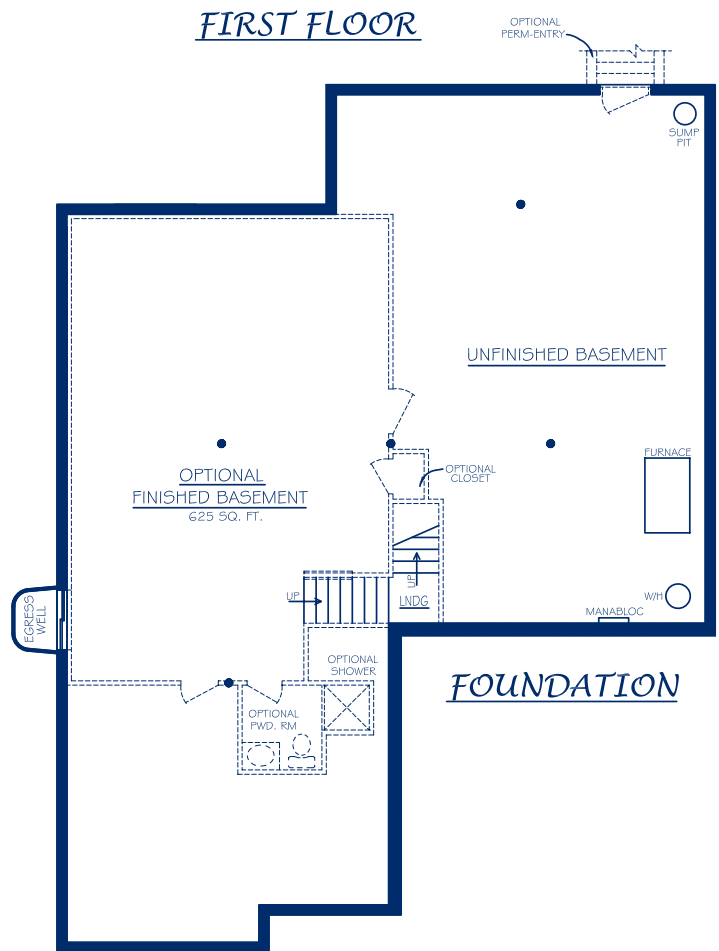 FIRST FLOOR
OPTIONAL
PERM-ENTRY
SUMP
PIT
UNFINISHED BASEMENT
FURNACE
OPTIONAL
CLOSET
OPTIONAL
FINISHED BASEMENT
625 SQ. FT.
UP
UP
LNDG
W/H
MANABLOC
EGRESS
WELL
OPTIONAL
SHOWER
FOUNDATION
OPTIONAL
PWD. RM